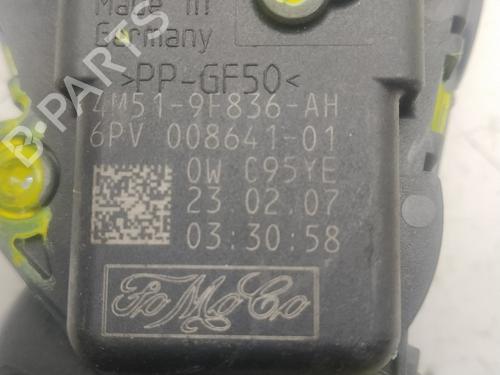 Made in
Germany
>PP-GF50<
4M51-9F836-AH
6PV 008641-01
0W C95YE
23 02.07
03:30:58
FoMoCo